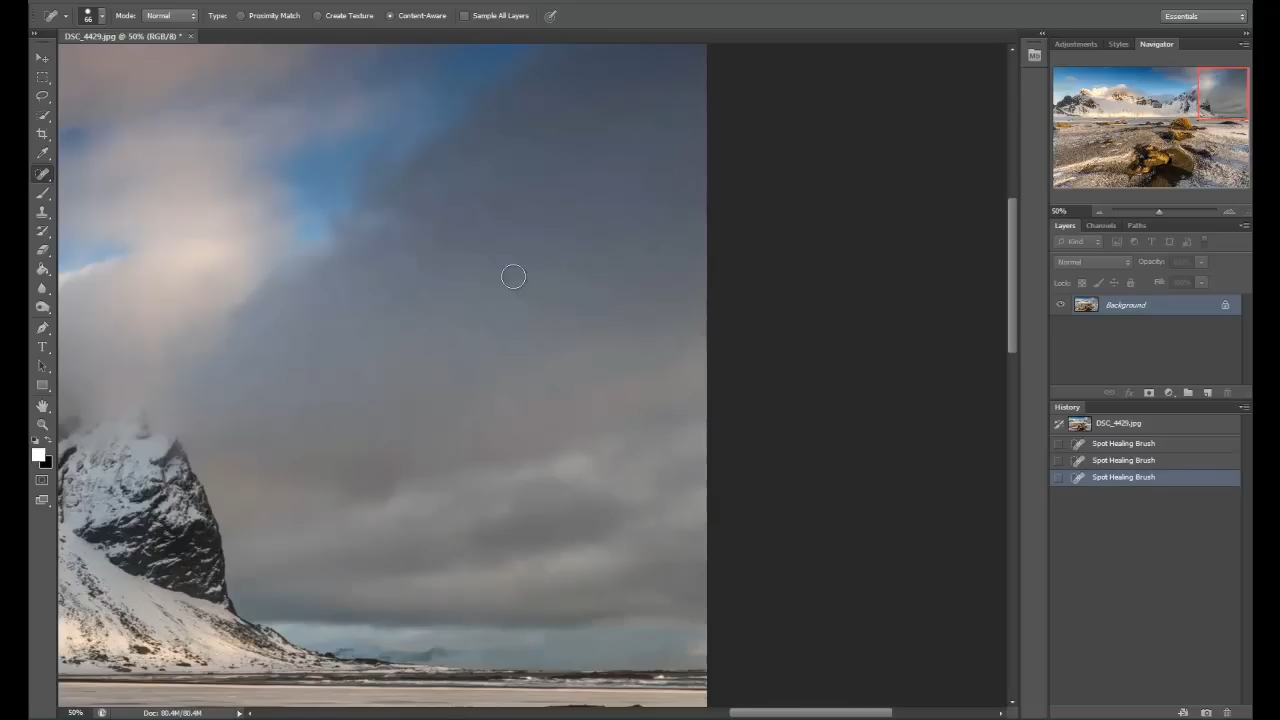 66 Mode: Normal Type: Proximity Match Create Texture Content-Aware Sample All Layers Essentials
DSC_4429.jpg @ 50% (RGB/8) * ×
Adjustments Styles Navigator
50%
Layers Channels Paths
Kind
Normal Opacity:
Lock: Fill:
Background
History
DSC_4429.jpg
Spot Healing Brush
Spot Healing Brush
Spot Healing Brush
50% Doc: 80.4M/80.4M